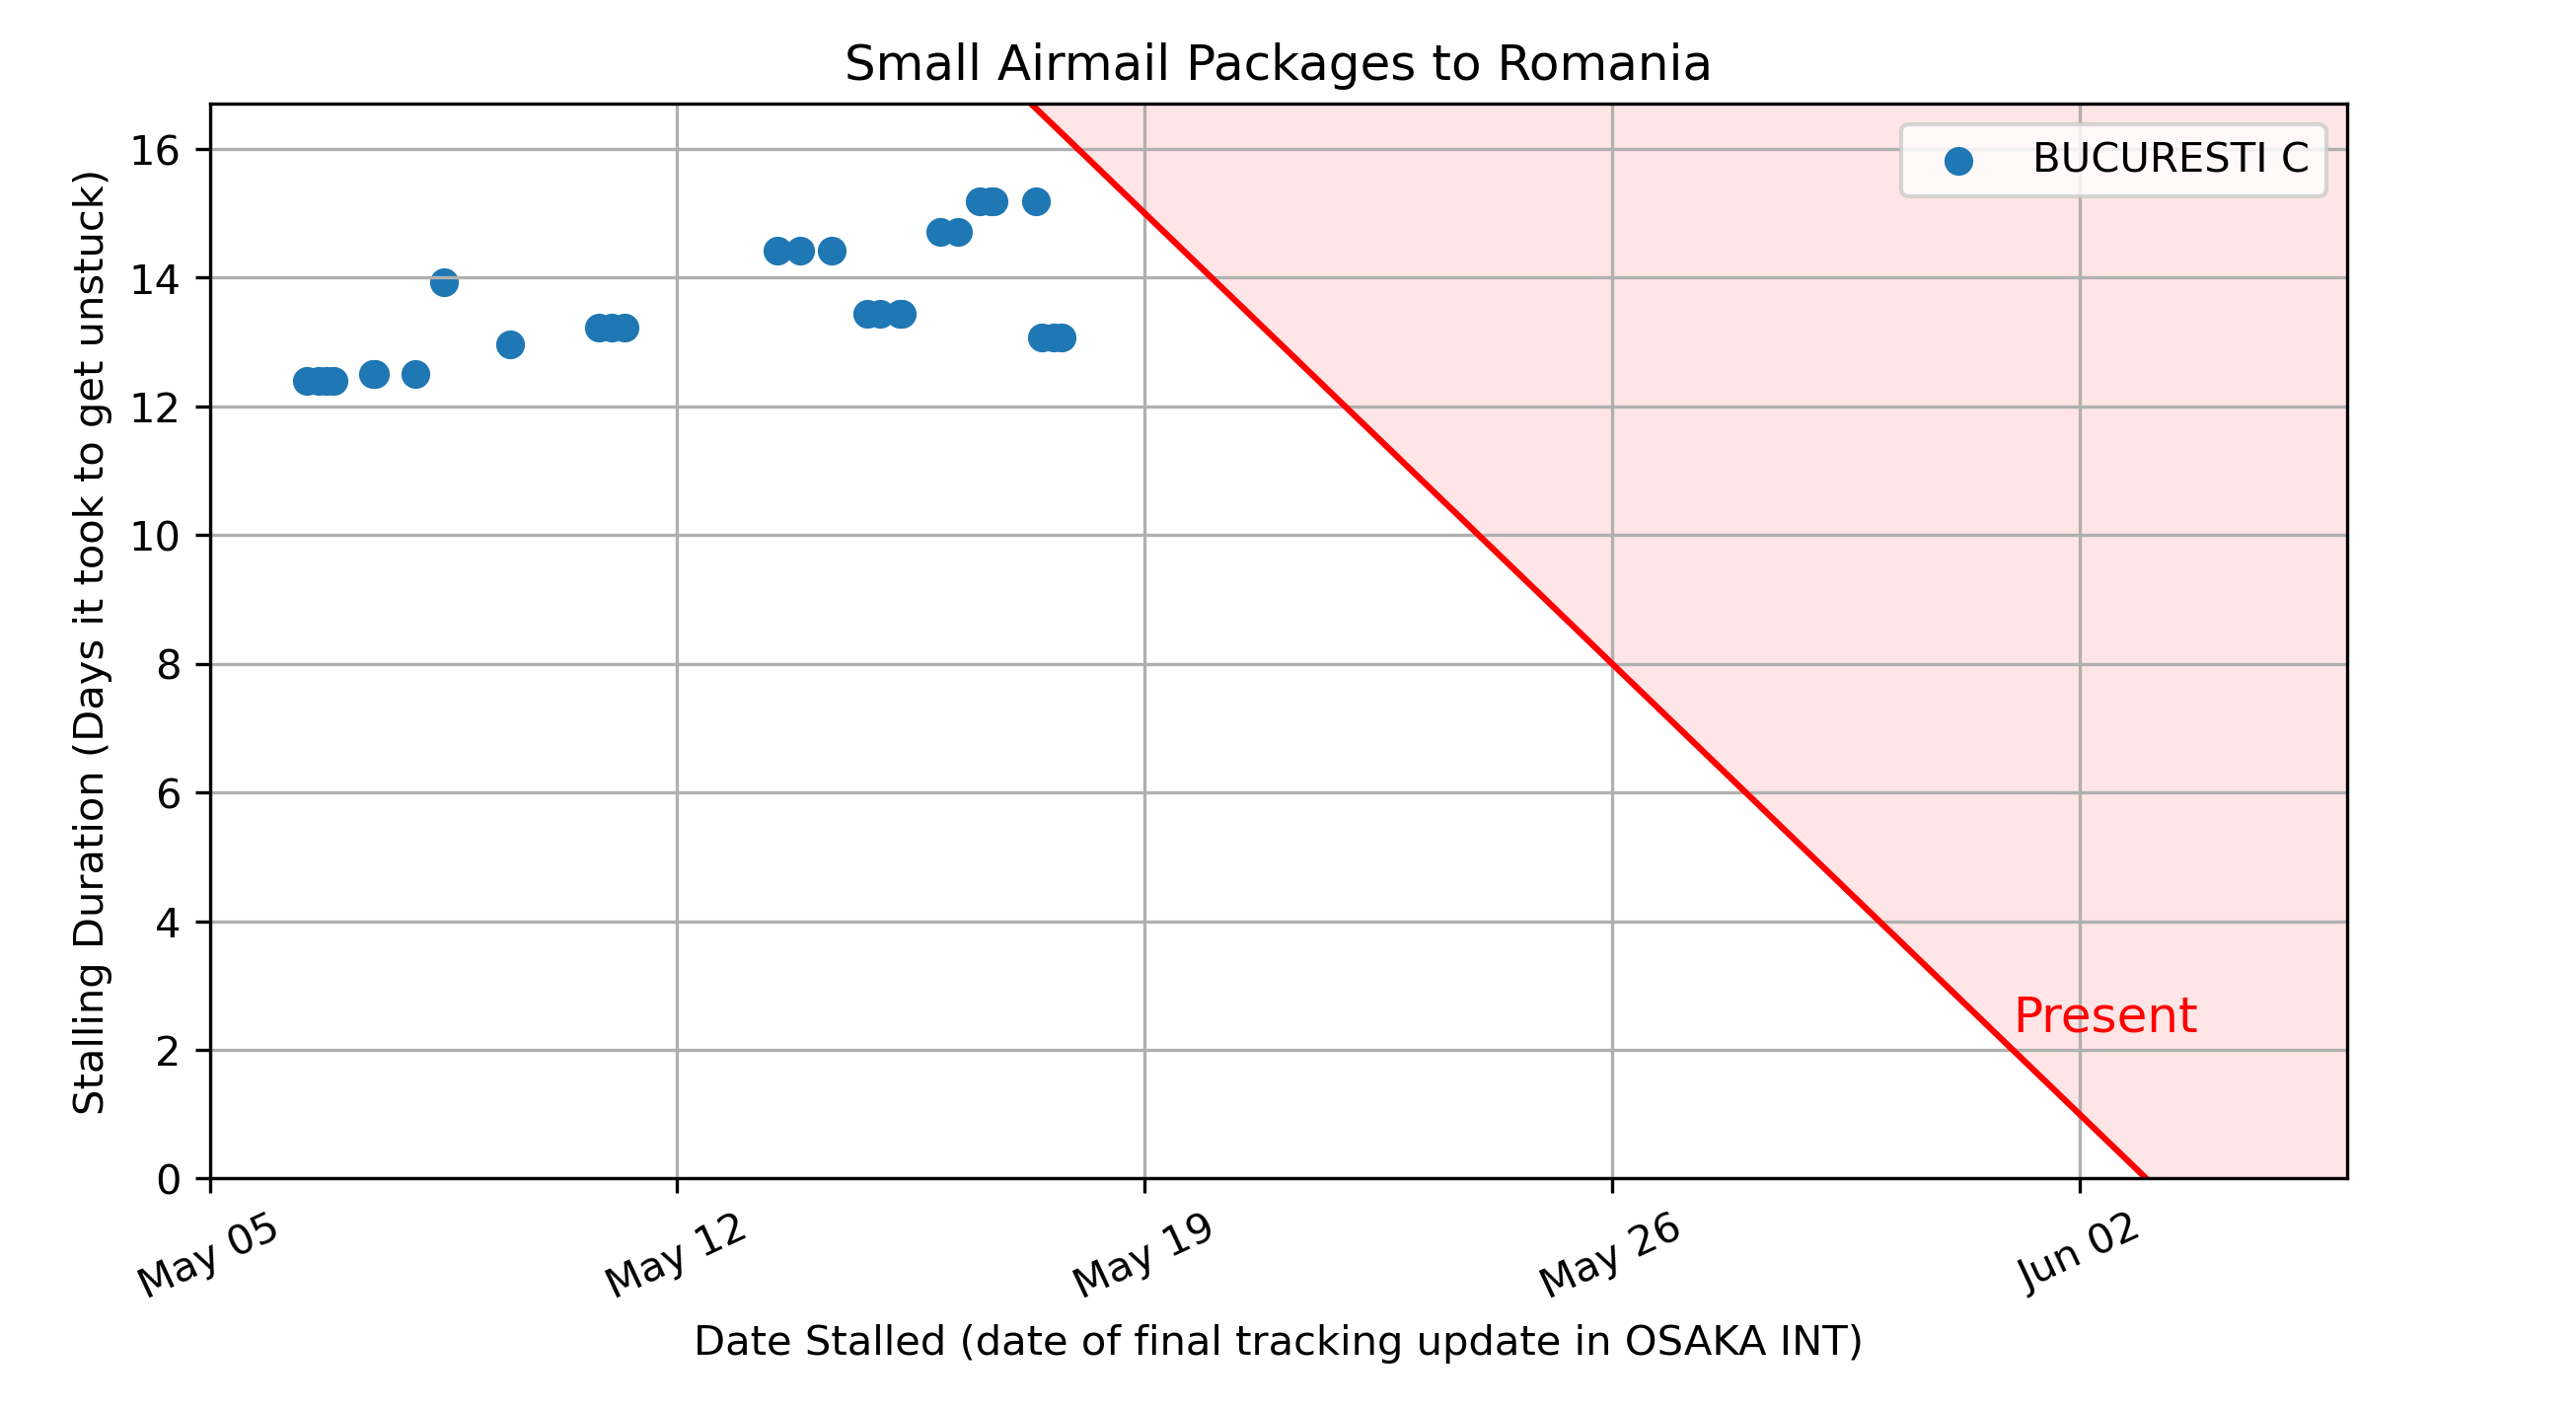 Small Airmail Packages to Romania
BUCURESTI C
Stalling Duration (Days it took to get unstuck)
16
14
12
10
8
6
4
2
0
Present
May 05
May 12
May 19
May 26
Jun 02
Date Stalled (date of final tracking update in OSAKA INT)